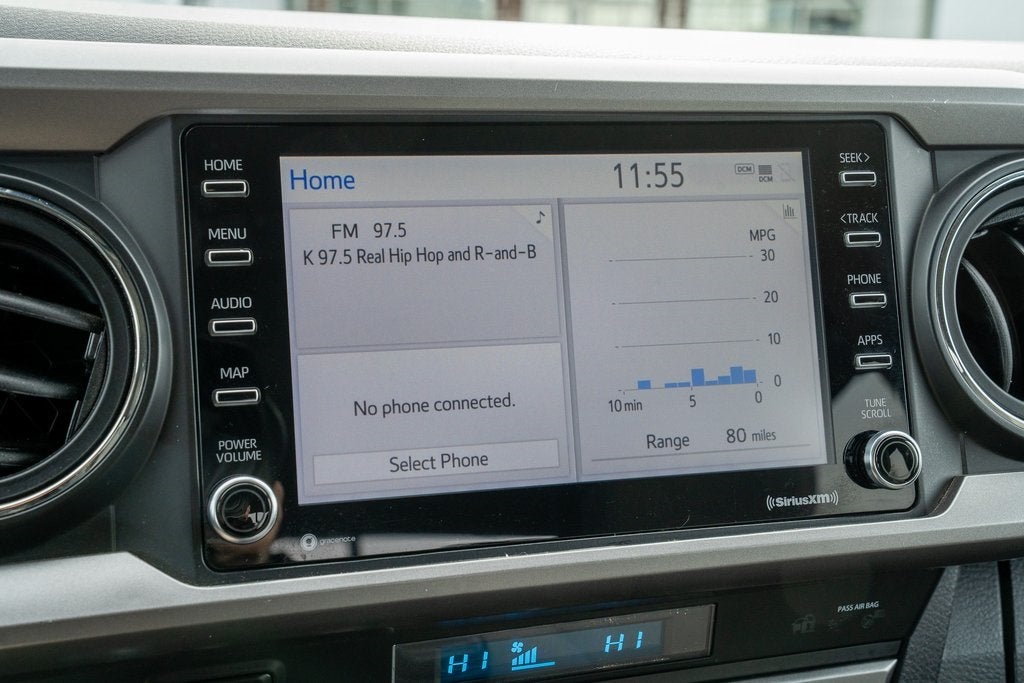 HOME
MENU
AUDIO
MAP
POWER
VOLUME
Home
11:55
DCM
DCM
FM 97.5
K 97.5 Real Hip Hop and R-and-B
No phone connected.
Select Phone
MPG
30
20
10
0
10 min 5 0
Range 80 miles
SEEK>
<TRACK
PHONE
APPS
TUNE
SCROLL
gracenote
((SiriusXM))
PASS AIR BAG
HI HI